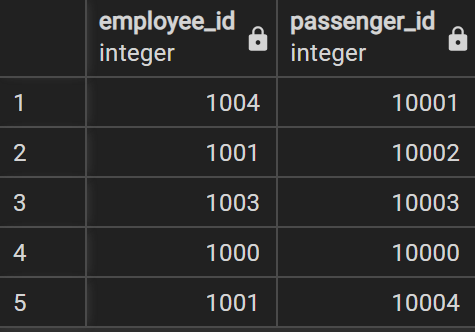 employee_id passenger_id
integer integer
1 1004 10001
2 1001 10002
3 1003 10003
4 1000 10000
5 1001 10004